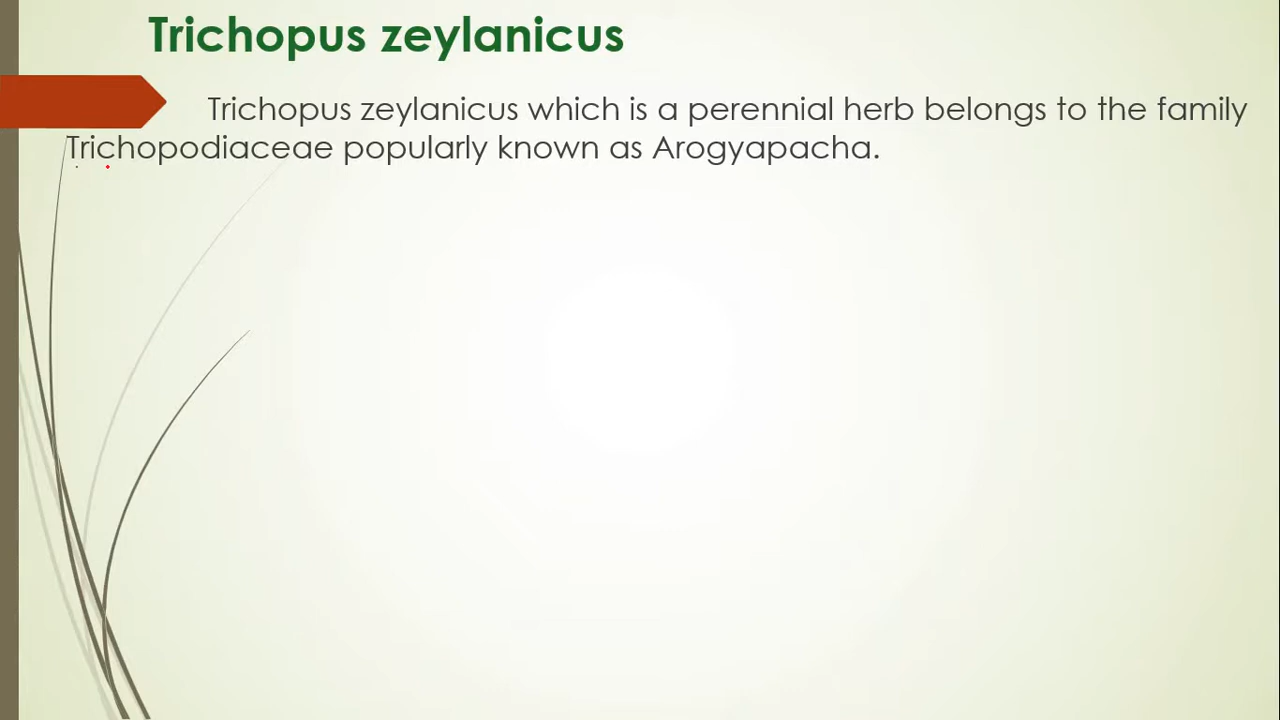 Trichopus zeylanicus
Trichopus zeylanicus which is a perennial herb belongs to the family
Trichopodiaceae popularly known as Arogyapacha.